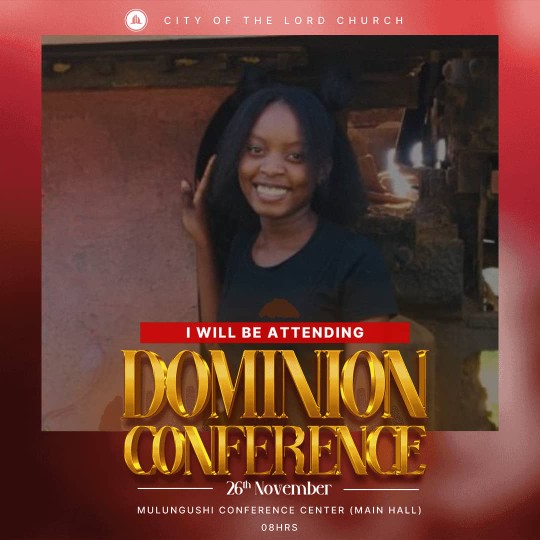 CITY OF THE LORD CHURCH
I WILL BE ATTENDING
DOMINION
CONFERENCE
26th November
MULUNGUSHI CONFERENCE CENTER (MAIN HALL)
08HRS